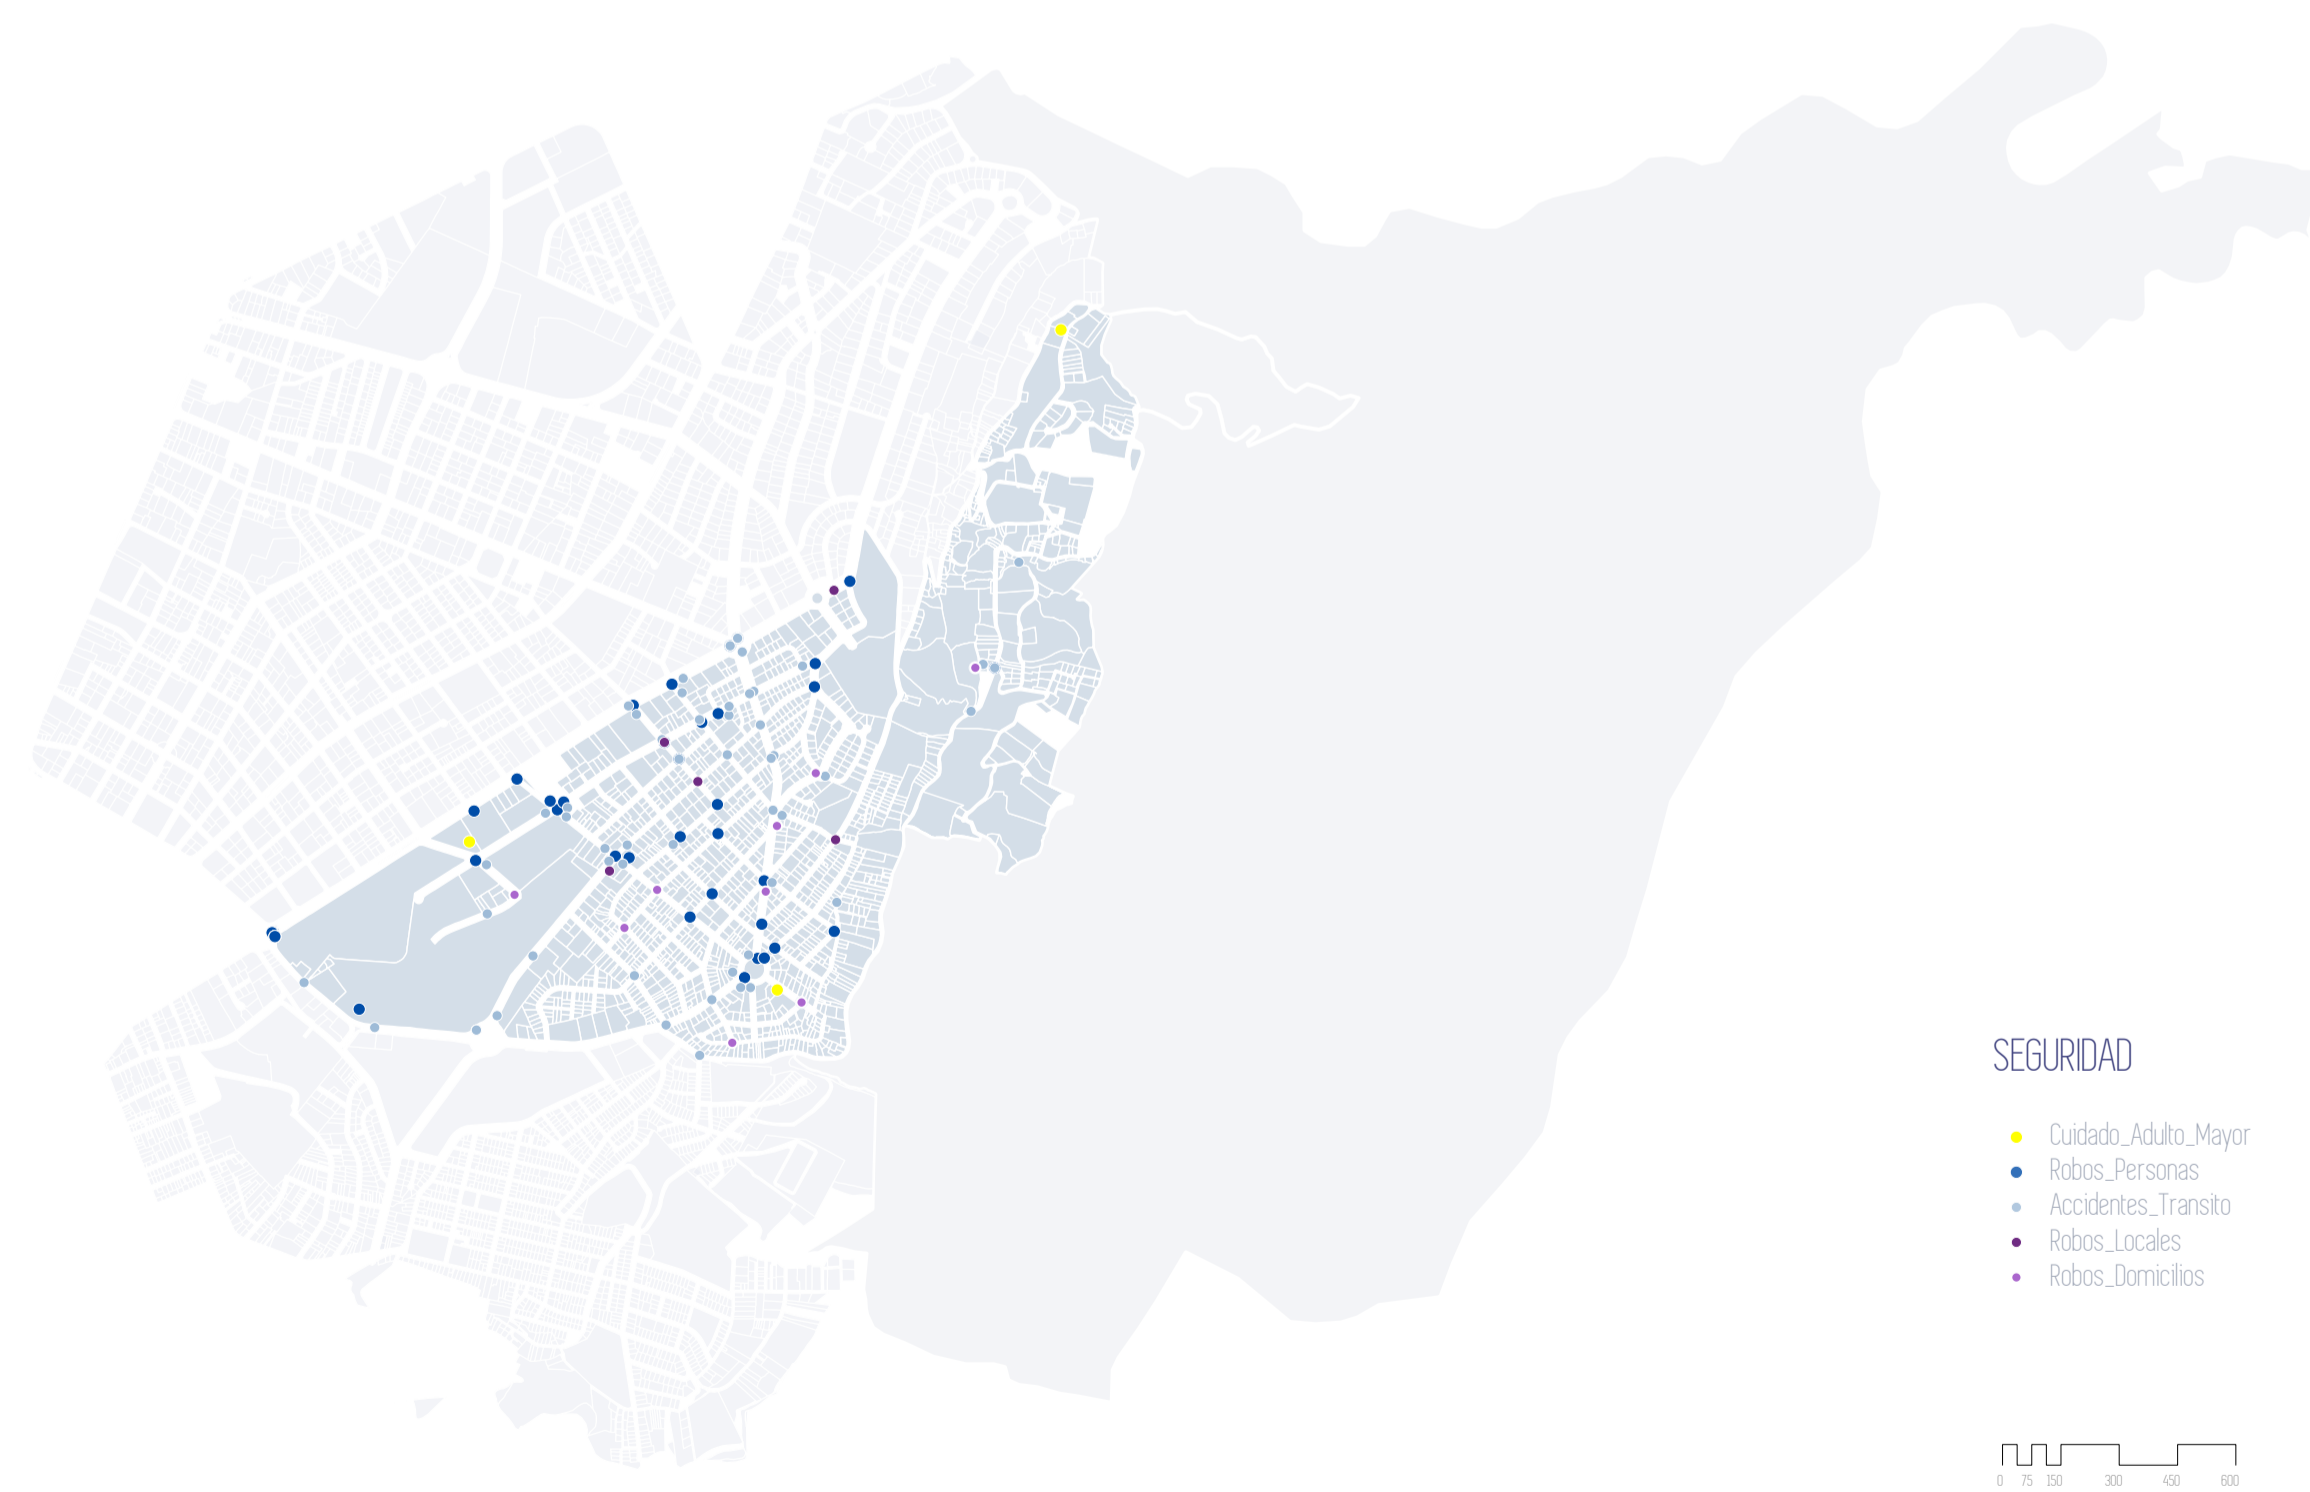 SEGURIDAD
Cuidado_Adulto_Mayor
Robos_Personas
Accidentes_Transito
Robos_Locales
Robos_Domicilios
0 75 150 300 450 600